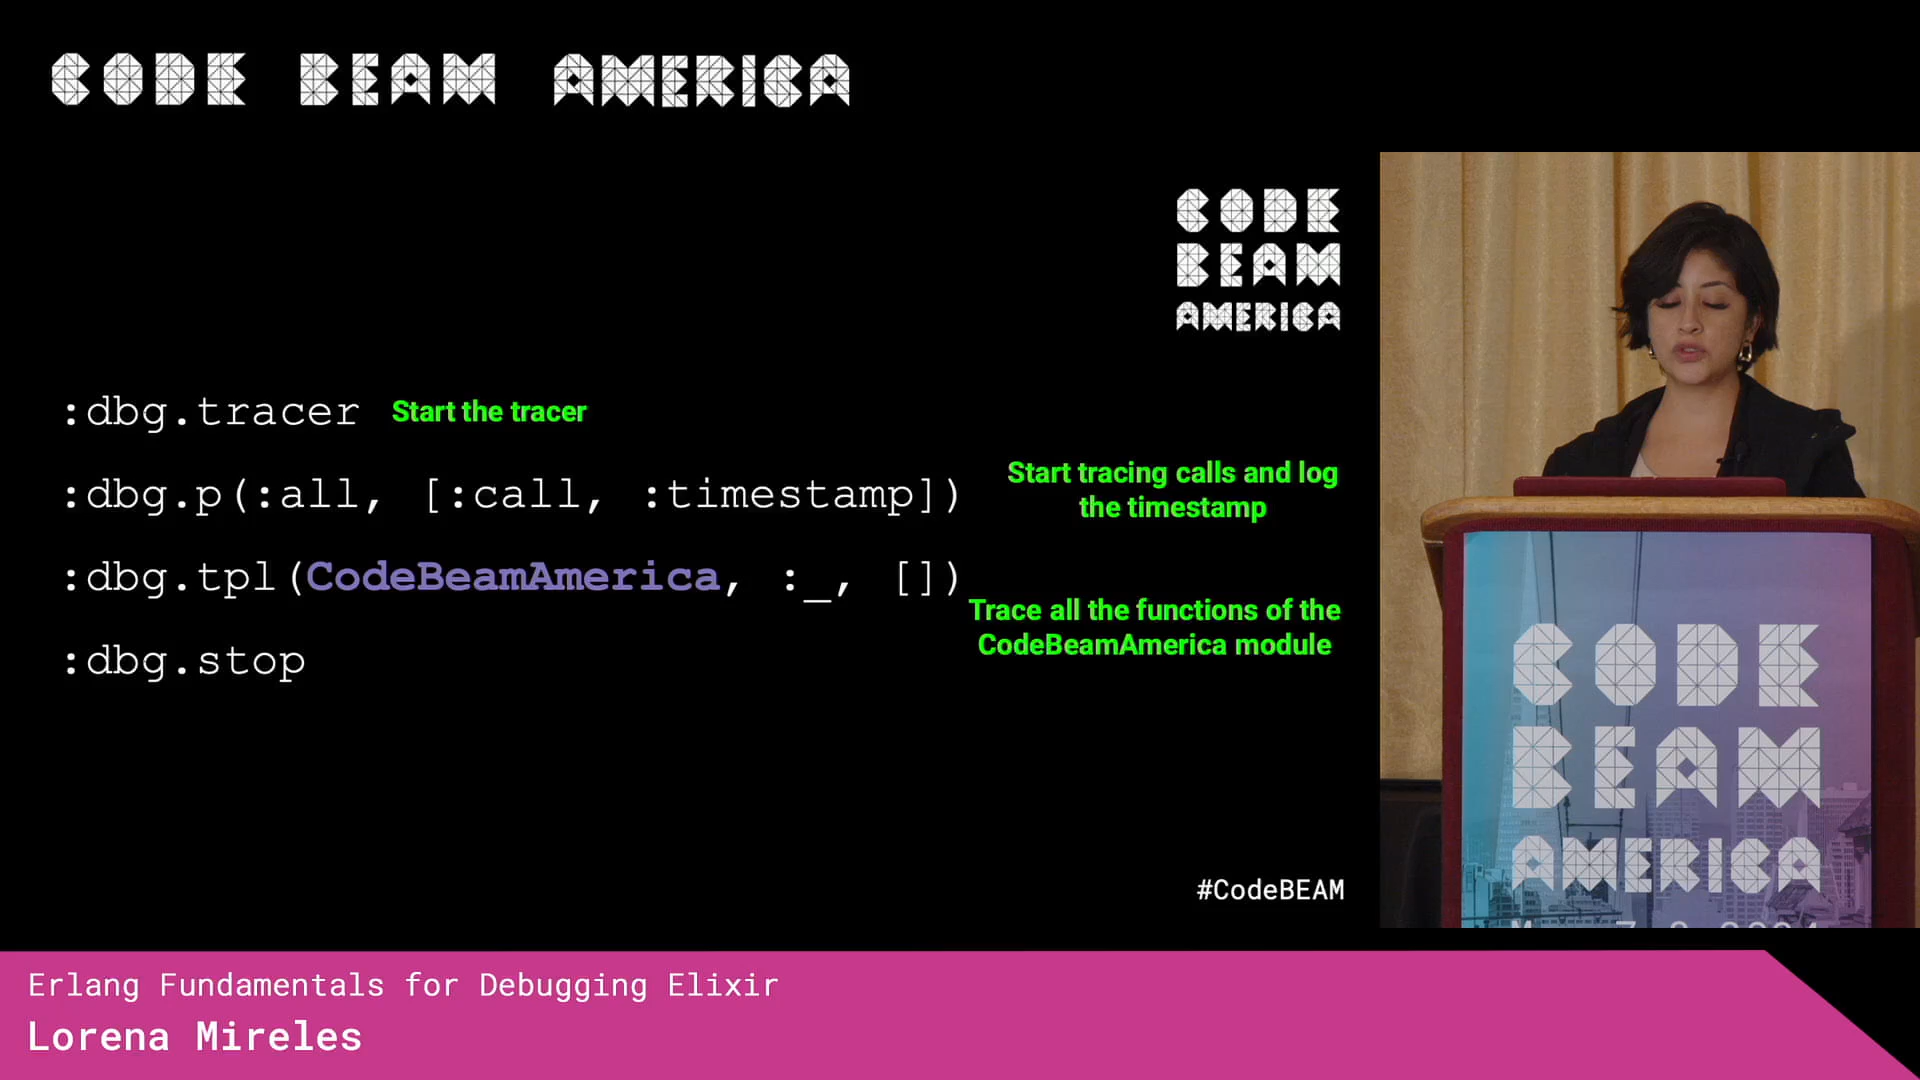 CODE BEAM AMERICA
CODE
BEAM
AMERICA
:dbg.tracer Start the tracer
:dbg.p(:all, [:call, :timestamp]) Start tracing calls and log
the timestamp
:dbg.tpl(CodeBeamAmerica, :_, [])
Trace all the functions of the
CodeBeamAmerica module
:dbg.stop
#CodeBEAM
CODE
BEAM
AMERICA
Erlang Fundamentals for Debugging Elixir
Lorena Mireles